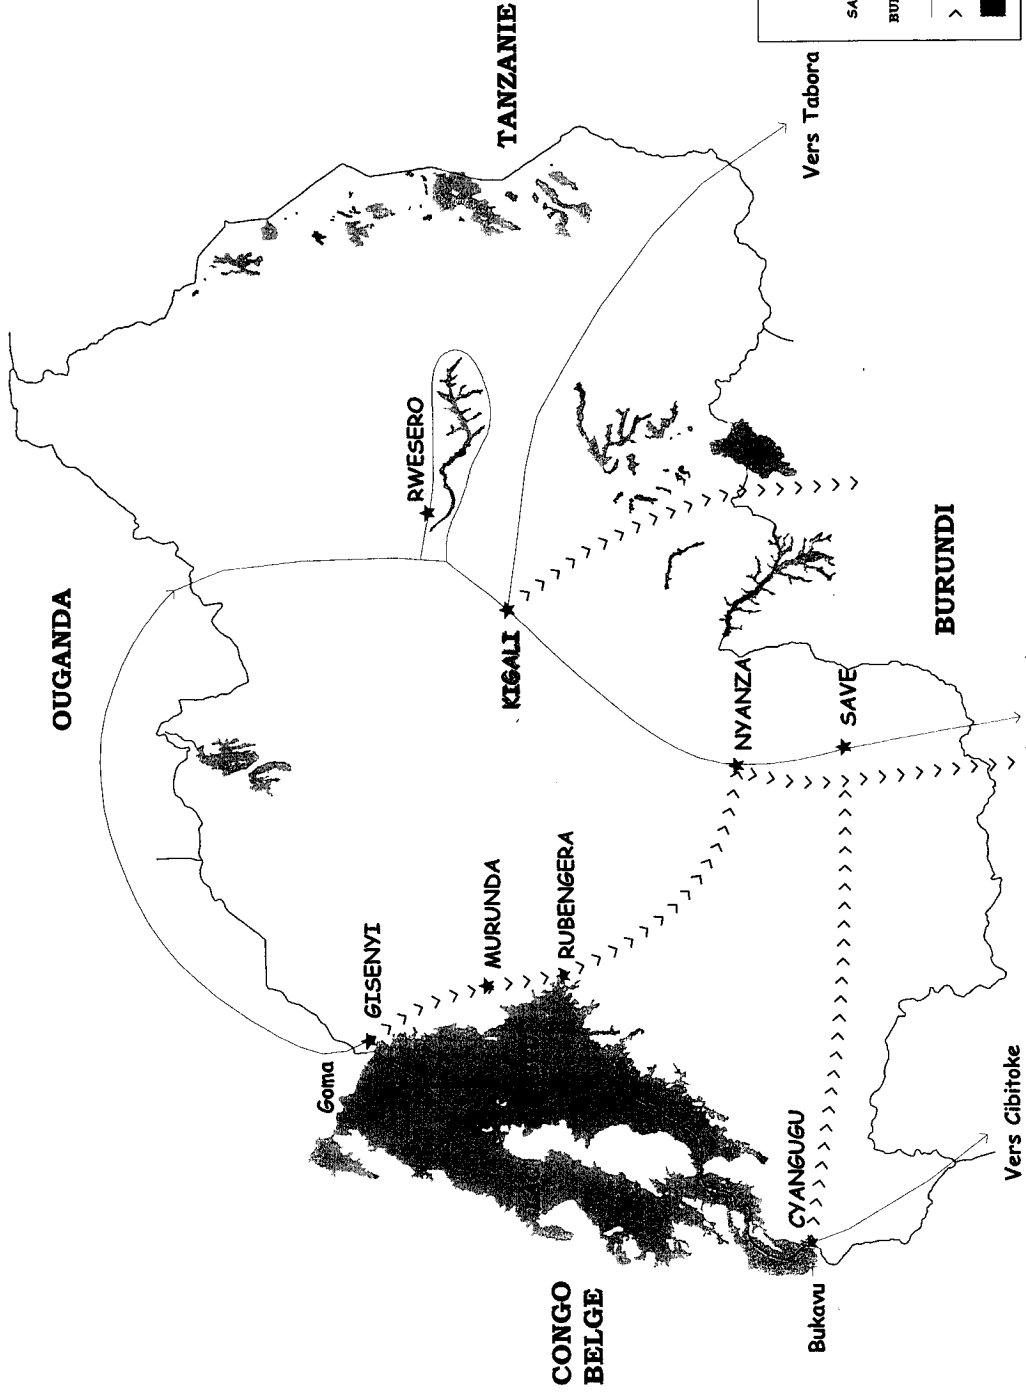 OUGANDA
Goma
GISENYI
RWESERO
MURUNDA
TANZANIE
KIGALI
CONGO
BELGE
RUBENGERA
NYANZA
CYANGUGU
Vers Tabora
Bukavu
SAVE
SA
BURUNDI
Vers Cibitoke